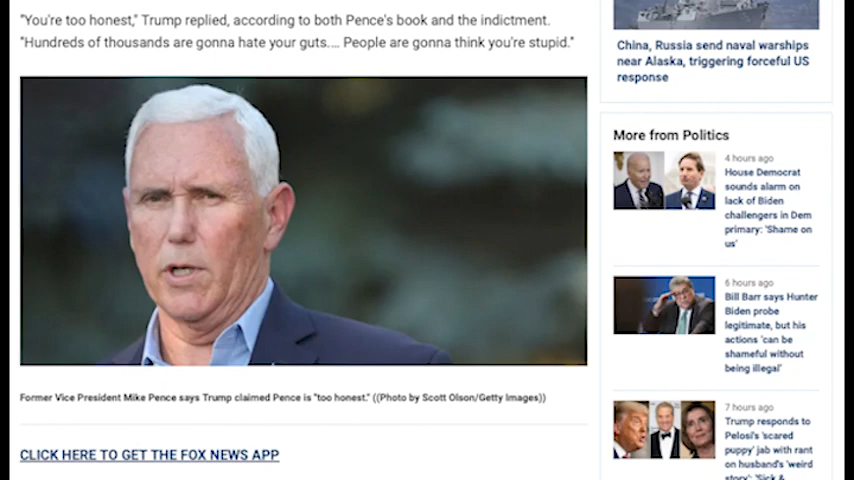 "You're too honest," Trump replied, according to both Pence's book and the indictment.
"Hundreds of thousands are gonna hate your guts.... People are gonna think you're stupid."
Former Vice President Mike Pence says Trump claimed Pence is "too honest." ((Photo by Scott Olson/Getty Images))
CLICK HERE TO GET THE FOX NEWS APP
China, Russia send naval warships
near Alaska, triggering forceful US
response
More from Politics
4 hours ago
House Democrat
sounds alarm on
lack of Biden
challengers in Dem
primary: 'Shame on
us'
6 hours ago
Bill Barr says Hunter
Biden probe
legitimate, but his
actions 'can be
shameful without
being illegal'
7 hours ago
Trump responds to
Pelosi's 'scared
puppy' jab with rant
on husband's 'weird
story': 'Sick &